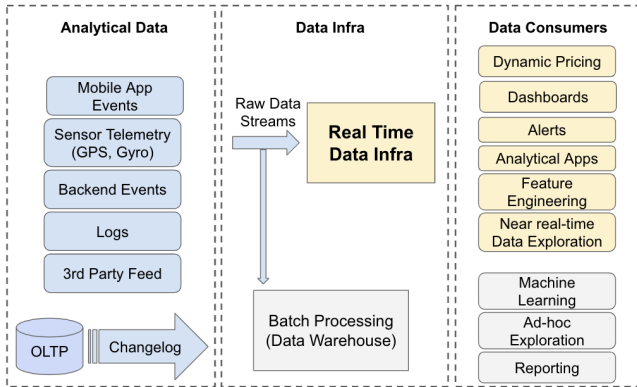 Analytical Data
Mobile App
Events
Sensor Telemetry
(GPS, Gyro)
Backend Events
Logs
3rd Party Feed
OLTP
Changelog
Data Infra
Raw Data
Streams
Real Time
Data Infra
Batch Processing
(Data Warehouse)
Data Consumers
Dynamic Pricing
Dashboards
Alerts
Analytical Apps
Feature
Engineering
Near real-time
Data Exploration
Machine
Learning
Ad-hoc
Exploration
Reporting